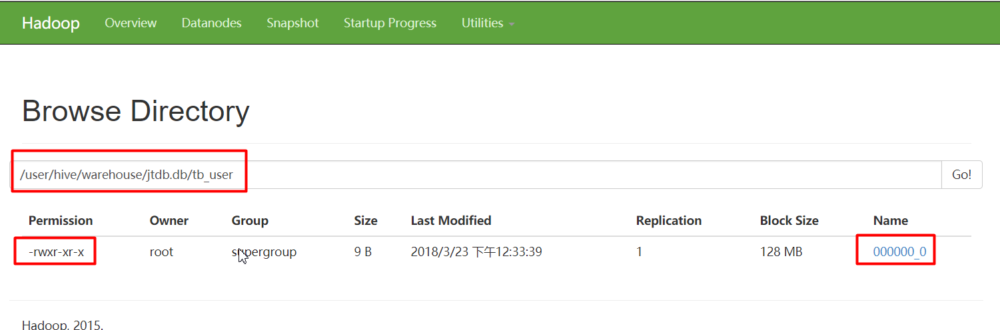 Hadoop Overview Datanodes Snapshot Startup Progress Utilities
Browse Directory
/user/hive/warehouse/jtdb.db/tb_user Go!
Permission Owner Group Size Last Modified Replication Block Size Name
-rwxr-xr-x root supergroup 9 B 2018/3/23 下午12:33:39 1 128 MB 000000_0
Hadoop, 2015.